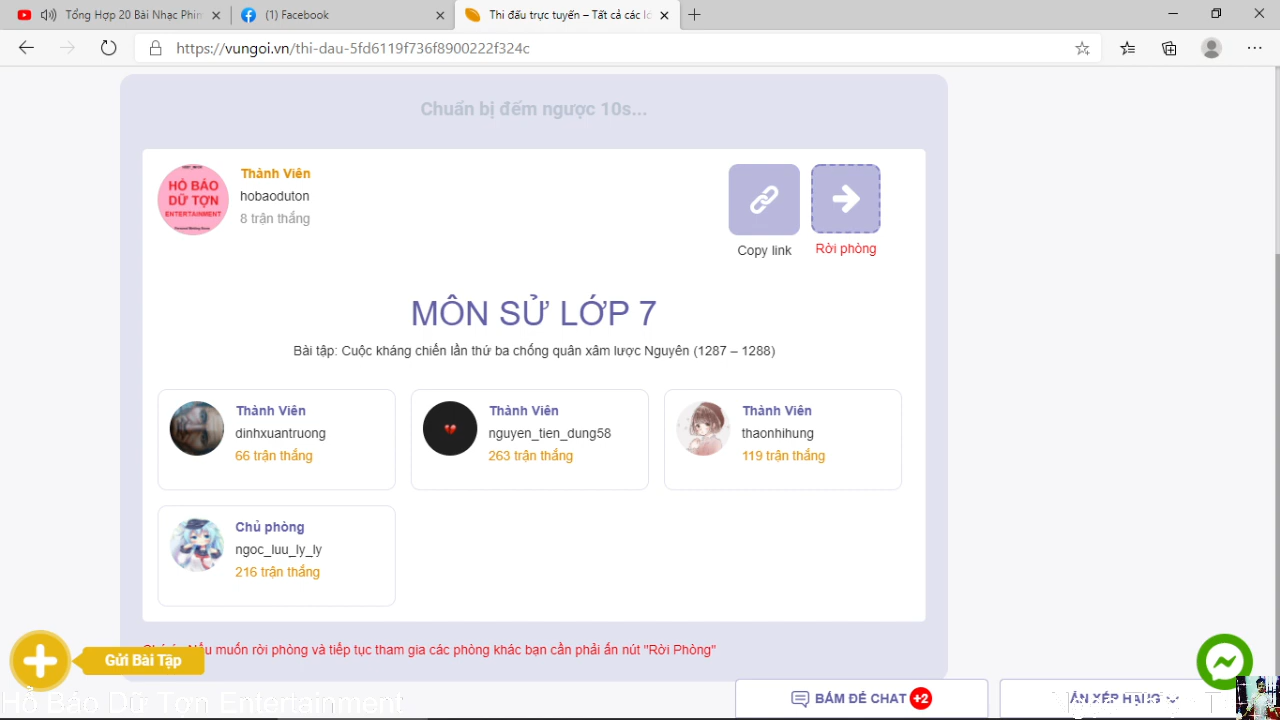 Tổng Hợp 20 Bài Nhạc Phim
(1) Facebook
Thi đấu trực tuyến – Tất cả các lớ
https://vungoi.vn/thi-dau-5fd6119f736f8900222f324c
Chuẩn bị đếm ngược 10s...
HỔ BÁO
DỮ TỢN
ENTERTAINMENT
Thành Viên
hobaoduton
8 trận thắng
Copy link
Rời phòng
MÔN SỬ LỚP 7
Bài tập: Cuộc kháng chiến lần thứ ba chống quân xâm lược Nguyên (1287 – 1288)
Thành Viên
dinhxuantruong
66 trận thắng
Thành Viên
nguyen_tien_dung58
263 trận thắng
Thành Viên
thaonhihung
119 trận thắng
Chủ phòng
ngoc_luu_ly_ly
216 trận thắng
Nếu muốn rời phòng và tiếp tục tham gia các phòng khác bạn cần phải ấn nút "Rời Phòng"
Gửi Bài Tập
Hổ Báo Dữ Tợn Entertainment
BẤM ĐỂ CHAT +2
XẾP HẠNG